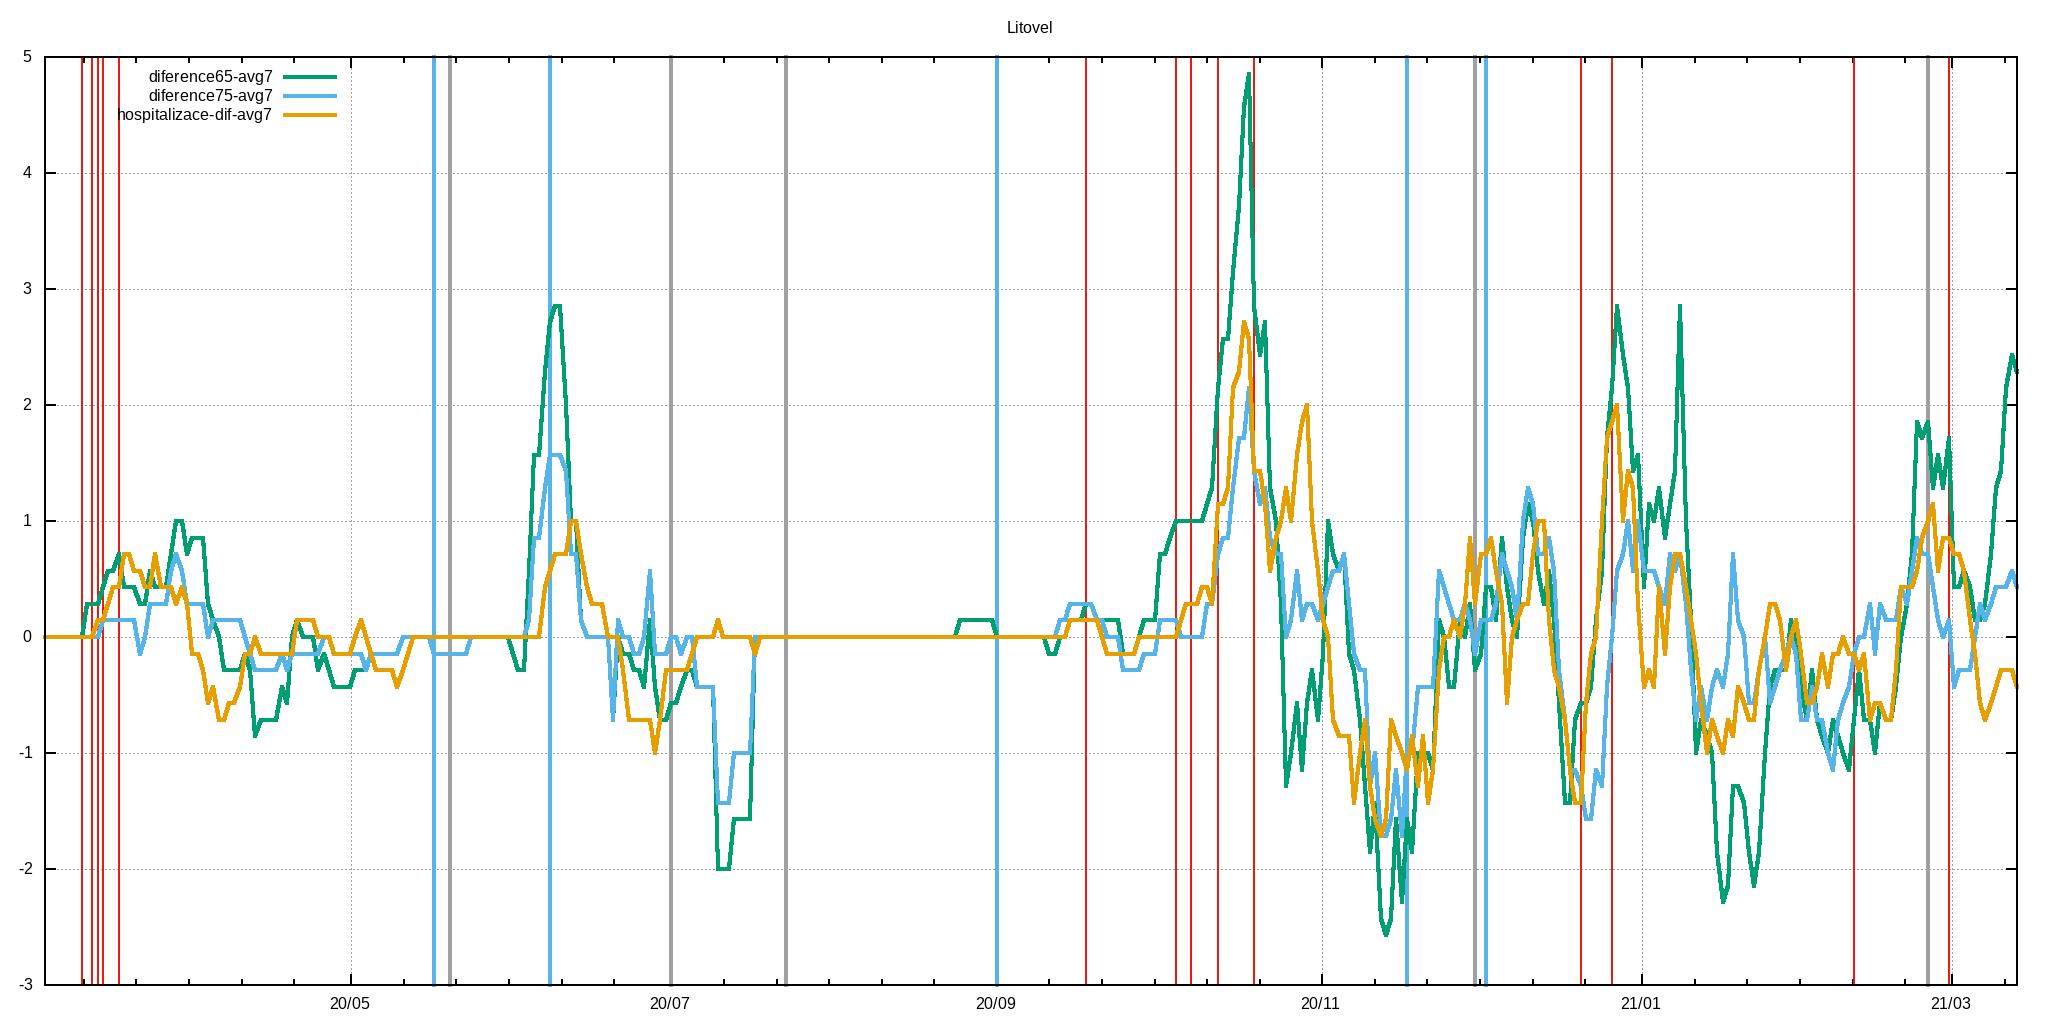 Litovel
5
diference65-avg7
diference75-avg7
hospitalizace-dif-avg7
4
3
2
1
0
-1
-2
-3
20/05 20/07 20/09 20/11 21/01 21/03